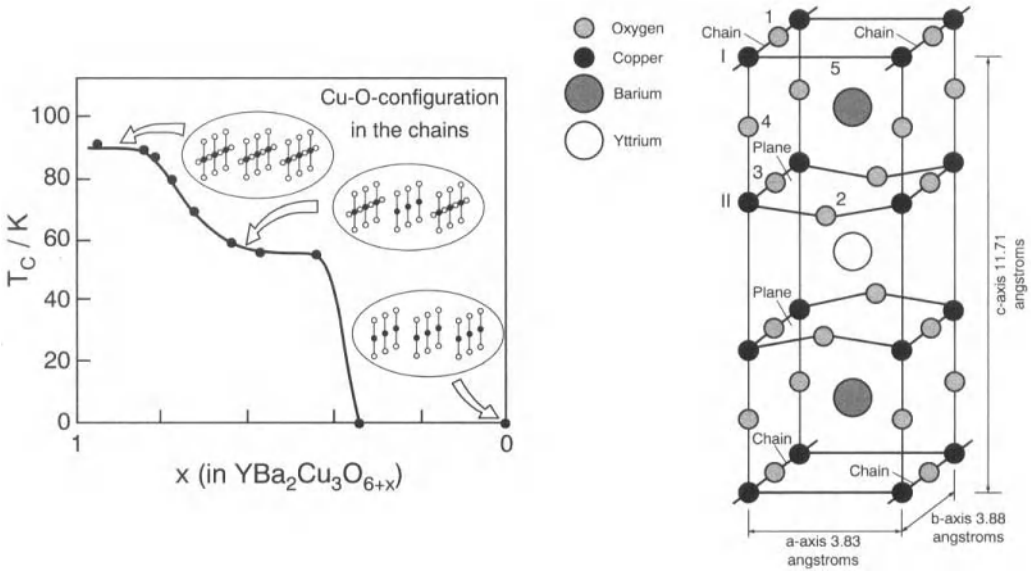 Cu-O-configuration
in the chains
100
80
60
40
20
0
T_C / K
1
0
x (in YBa₂Cu₃O₆₊ₓ)
Oxygen
Copper
Barium
Yttrium
1
Chain
Chain
I
5
4
Plane
3
2
II
Plane
Chain
Chain
c-axis 11.71
angstroms
b-axis 3.88
angstroms
a-axis 3.83
angstroms